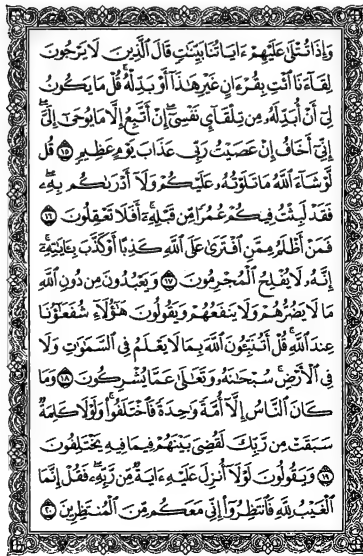 وَإِذَا تُتْلَىٰ عَلَيْهِمْ ءَايَاتُنَا بَيِّنَٰتٍ قَالَ الَّذِينَ لَا يَرْجُونَ
لِقَآءَنَا ٱئْتِ بِقُرْءَانٍ غَيْرِ هَٰذَآ أَوْ بَدِّلْهُ قُلْ مَا يَكُونُ
لِىٓ أَنْ أُبَدِّلَهُۥ مِن تِلْقَآئِ نَفْسِىٓ إِنْ أَتَّبِعُ إِلَّا مَا يُوحَىٰٓ إِلَىَّ
إِنِّىٓ أَخَافُ إِنْ عَصَيْتُ رَبِّى عَذَابَ يَوْمٍ عَظِيمٍ ١٥ قُل
لَّوْ شَآءَ ٱللَّهُ مَا تَلَوْتُهُۥ عَلَيْكُمْ وَلَآ أَدْرَىٰكُم بِهِۦ
فَقَدْ لَبِثْتُ فِيكُمْ عُمُرًا مِّن قَبْلِهِۦٓ أَفَلَا تَعْقِلُونَ ١٦
فَمَنْ أَظْلَمُ مِمَّنِ ٱفْتَرَىٰ عَلَى ٱللَّهِ كَذِبًا أَوْ كَذَّبَ بِـَٔايَٰتِهِۦٓ
إِنَّهُۥ لَا يُفْلِحُ ٱلْمُجْرِمُونَ ١٧ وَيَعْبُدُونَ مِن دُونِ ٱللَّهِ
مَا لَا يَضُرُّهُمْ وَلَا يَنفَعُهُمْ وَيَقُولُونَ هَٰٓؤُلَآءِ شُفَعَٰٓؤُنَا
عِندَ ٱللَّهِ قُلْ أَتُنَبِّـُٔونَ ٱللَّهَ بِمَا لَا يَعْلَمُ فِى ٱلسَّمَٰوَٰتِ وَلَا
فِى ٱلْأَرْضِ سُبْحَٰنَهُۥ وَتَعَٰلَىٰ عَمَّا يُشْرِكُونَ ١٨ وَمَا
كَانَ ٱلنَّاسُ إِلَّآ أُمَّةً وَٰحِدَةً فَٱخْتَلَفُوا۟ وَلَوْلَا كَلِمَةٌ
سَبَقَتْ مِن رَّبِّكَ لَقُضِىَ بَيْنَهُمْ فِيمَا فِيهِ يَخْتَلِفُونَ
١٩ وَيَقُولُونَ لَوْلَآ أُنزِلَ عَلَيْهِ ءَايَةٌ مِّن رَّبِّهِۦ فَقُلْ إِنَّمَا
ٱلْغَيْبُ لِلَّهِ فَٱنتَظِرُوٓا۟ إِنِّى مَعَكُم مِّنَ ٱلْمُنتَظِرِينَ ٢٠